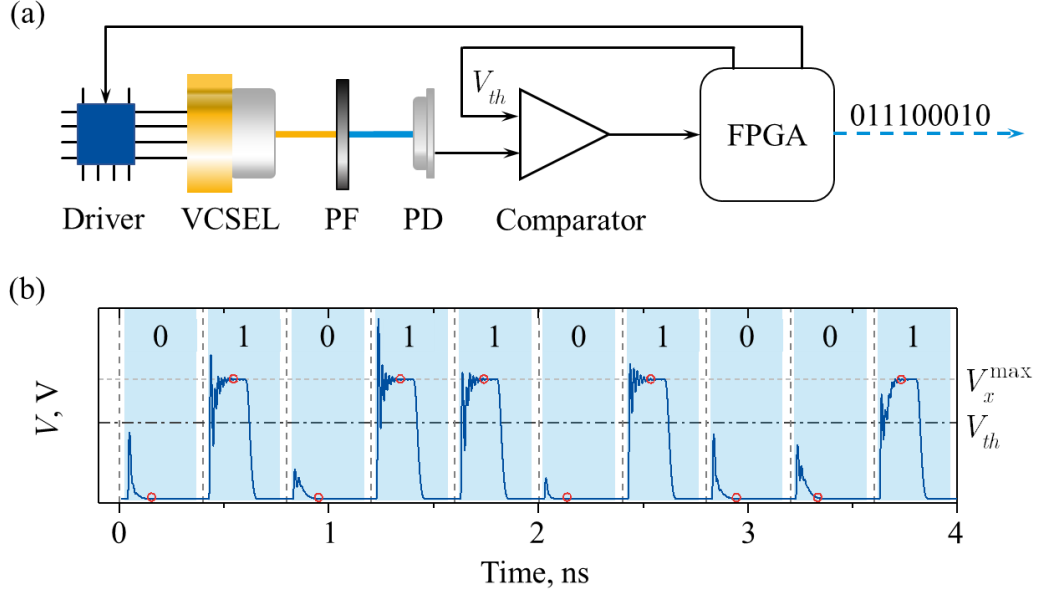 (a)
V_th
011100010
FPGA
Driver
VCSEL
PF
PD
Comparator
(b)
0 1 0 1 1 0 1 0 0 1
V_x^max
V_th
V, V
0 1 2 3 4
Time, ns